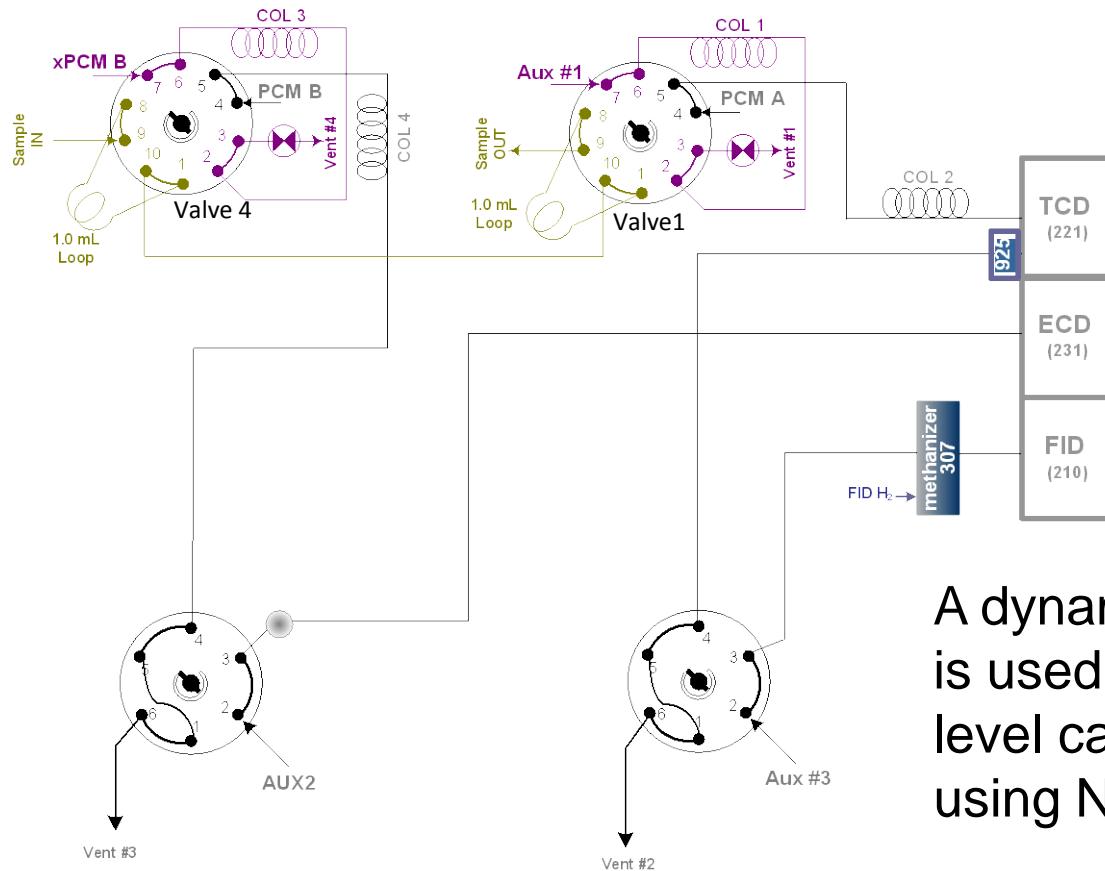 COL 3
COL 1
xPCM B
Aux #1
PCM B
PCM A
7
6
5
4
8
3
9
2
10
1
7
6
5
4
8
3
9
2
10
1
Sample
IN
Vent #4
COL 4
Sample
OUT
Vent #1
COL 2
Valve 4
Valve1
1.0 mL
Loop
1.0 mL
Loop
TCD
(221)
925
ECD
(231)
methanizer
307
FID
(210)
FID H₂
4
5
3
6
2
1
4
5
3
6
2
1
AUX2
Aux #3
Vent #3
Vent #2
A dynar
is used
level ca
using N